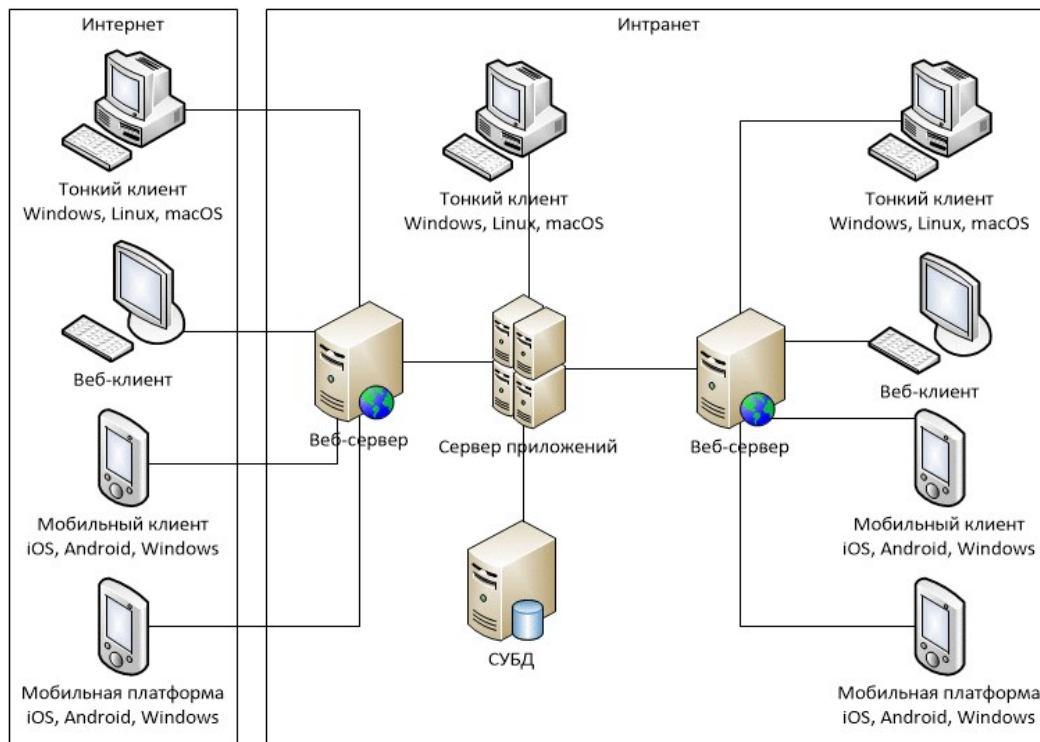 Интернет
Интранет
Тонкий клиент
Windows, Linux, macOS
Тонкий клиент
Windows, Linux, macOS
Тонкий клиент
Windows, Linux, macOS
Веб-клиент
Веб-клиент
Веб-сервер
Сервер приложений
Веб-сервер
Мобильный клиент
iOS, Android, Windows
Мобильный клиент
iOS, Android, Windows
СУБД
Мобильная платформа
iOS, Android, Windows
Мобильная платформа
iOS, Android, Windows